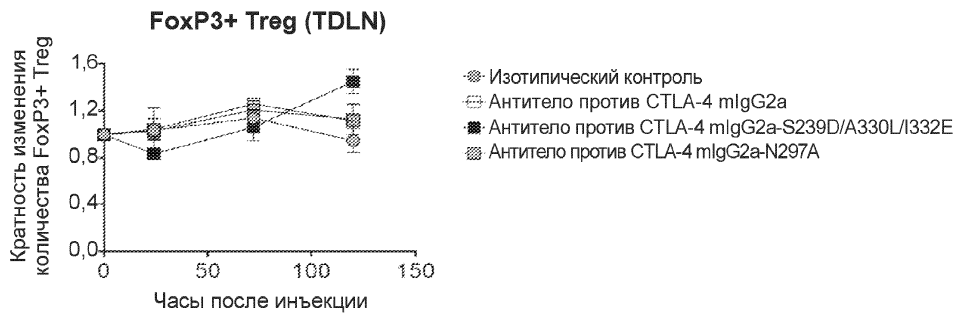 FoxP3+ Treg (TDLN)
Кратность изменения
количества FoxP3+ Treg
1,6
1,2
0,8
0,4
0,0
0
50
100
150
Часы после инъекции
Изотипический контроль
Антитело против CTLA-4 mIgG2a
Антитело против CTLA-4 mIgG2a-S239D/A330L/I332E
Антитело против CTLA-4 mIgG2a-N297A